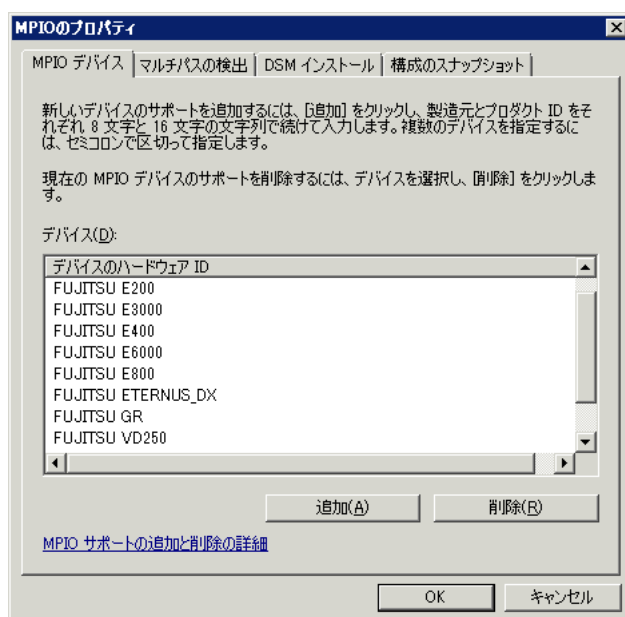 MPIOのプロパティ
MPIO デバイス マルチパスの検出 DSM インストール 構成のスナップショット
新しいデバイスのサポートを追加するには、[追加] をクリックし、製造元とプロダクト ID をそ
れぞれ 8 文字と 16 文字の文字列で続けて入力します。複数のデバイスを指定するに
は、セミコロンで区切って指定します。
現在の MPIO デバイスのサポートを削除するには、デバイスを選択し、[削除] をクリックしま
す。
デバイス(D):
デバイスのハードウェア ID
FUJITSU E200
FUJITSU E3000
FUJITSU E400
FUJITSU E6000
FUJITSU E800
FUJITSU ETERNUS_DX
FUJITSU GR
FUJITSU VD250
追加(A) 削除(R)
MPIO サポートの追加と削除の詳細
OK キャンセル